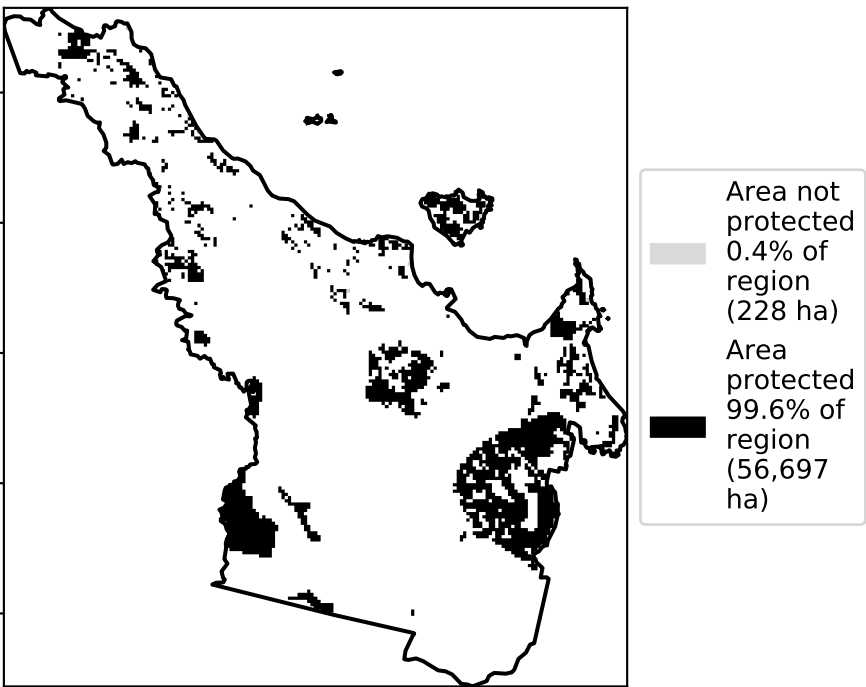 Area not
protected
0.4% of
region
(228 ha)
Area
protected
99.6% of
region
(56,697
ha)